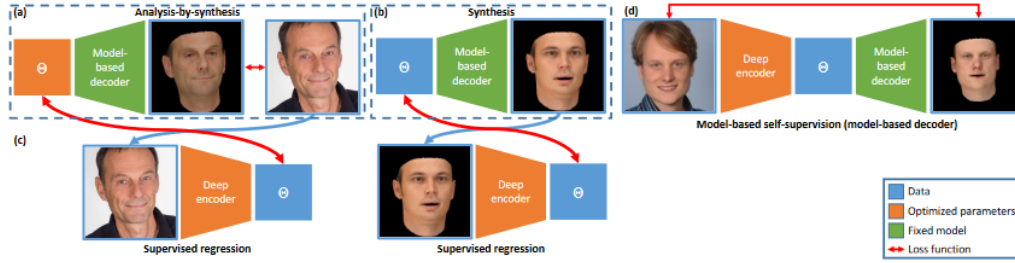 (a)
Analysis-by-synthesis
Θ
Model-
based
decoder
(b)
Synthesis
Θ
Model-
based
decoder
(d)
Deep
encoder
Θ
Model-
based
decoder
Model-based self-supervision (model-based decoder)
(c)
Deep
encoder
Θ
Supervised regression
Deep
encoder
Θ
Supervised regression
Data
Optimized parameters
Fixed model
Loss function